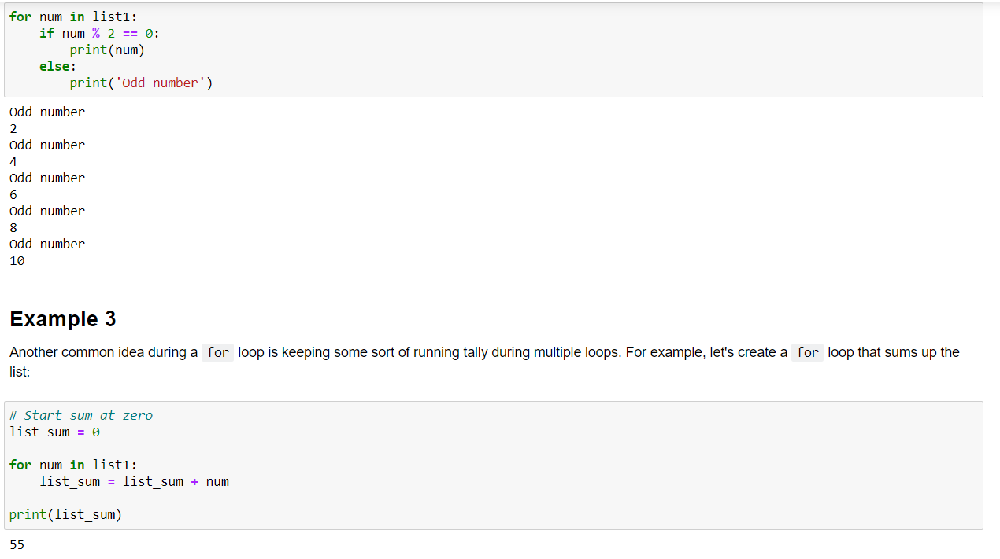 for num in list1:
    if num % 2 == 0:
        print(num)
    else:
        print('Odd number')
Odd number
2
Odd number
4
Odd number
6
Odd number
8
Odd number
10
Example 3
Another common idea during a for loop is keeping some sort of running tally during multiple loops. For example, let's create a for loop that sums up the
list:
# Start sum at zero
list_sum = 0
for num in list1:
    list_sum = list_sum + num
print(list_sum)
55